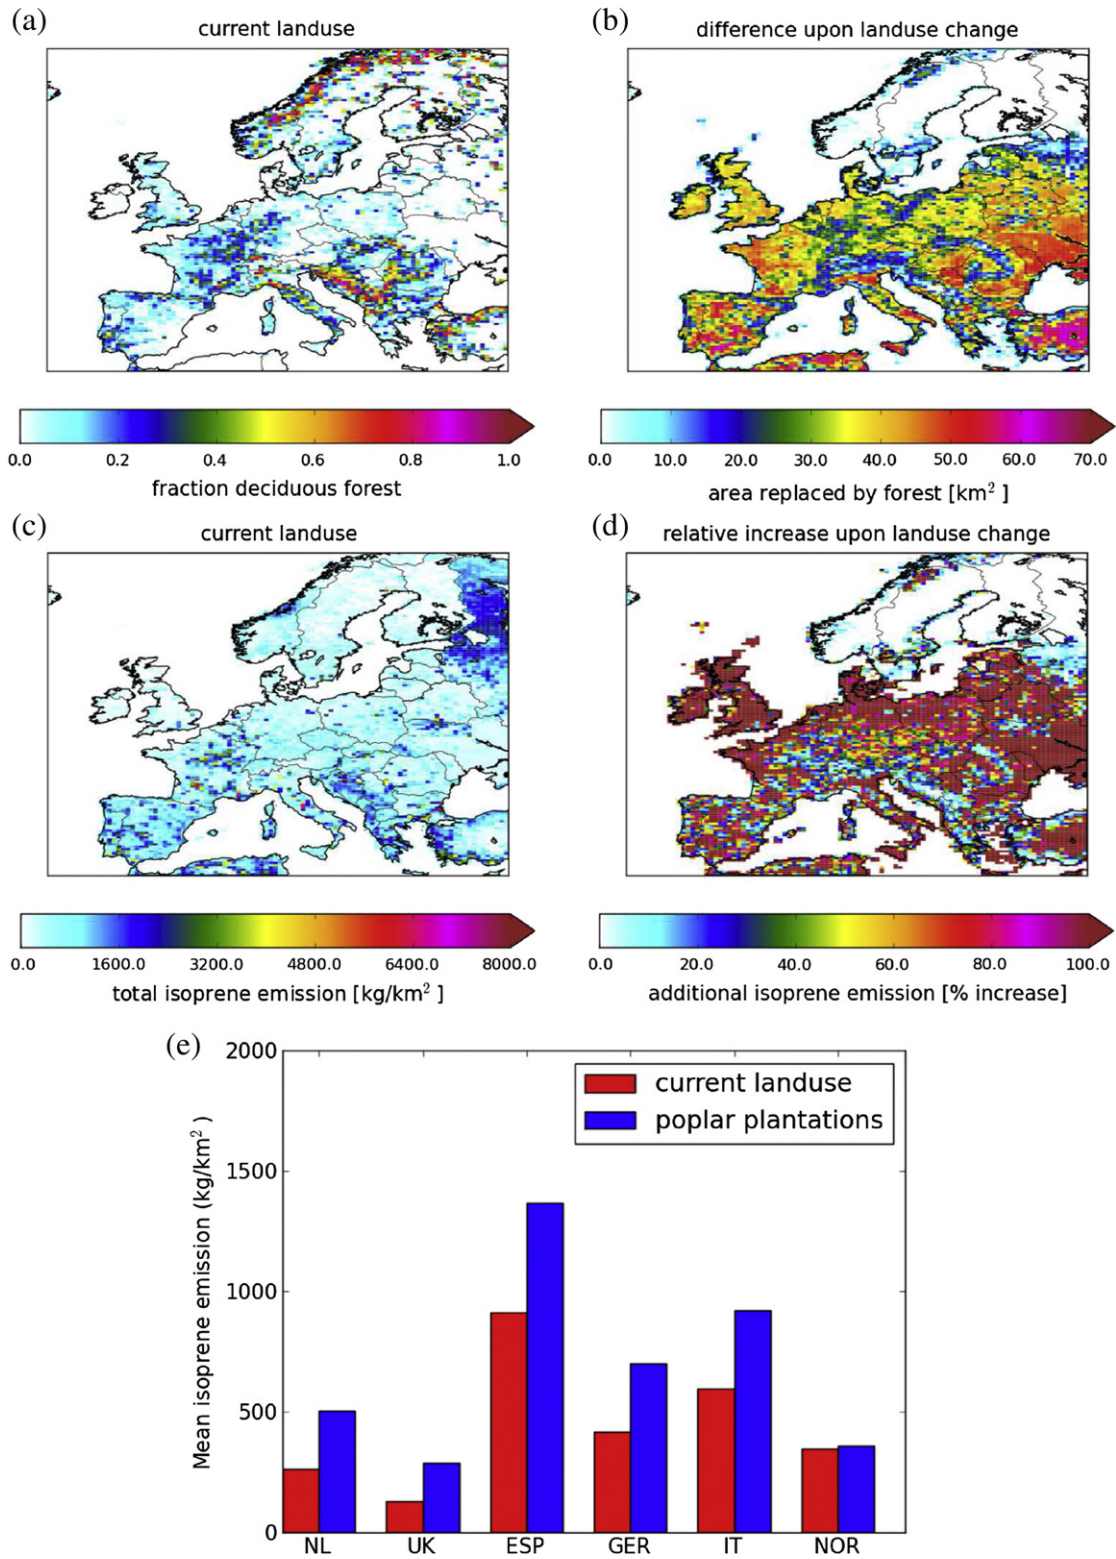 (a)
current landuse
(b)
difference upon landuse change
0.0 0.2 0.4 0.6 0.8 1.0
fraction deciduous forest
0.0 10.0 20.0 30.0 40.0 50.0 60.0 70.0
area replaced by forest [km² ]
(c)
current landuse
(d)
relative increase upon landuse change
0.0 1600.0 3200.0 4800.0 6400.0 8000.0
total isoprene emission [kg/km² ]
0.0 20.0 40.0 60.0 80.0 100.0
additional isoprene emission [% increase]
(e)
Mean isoprene emission (kg/km² )
2000
1500
1000
500
0
current landuse
poplar plantations
NL UK ESP GER IT NOR